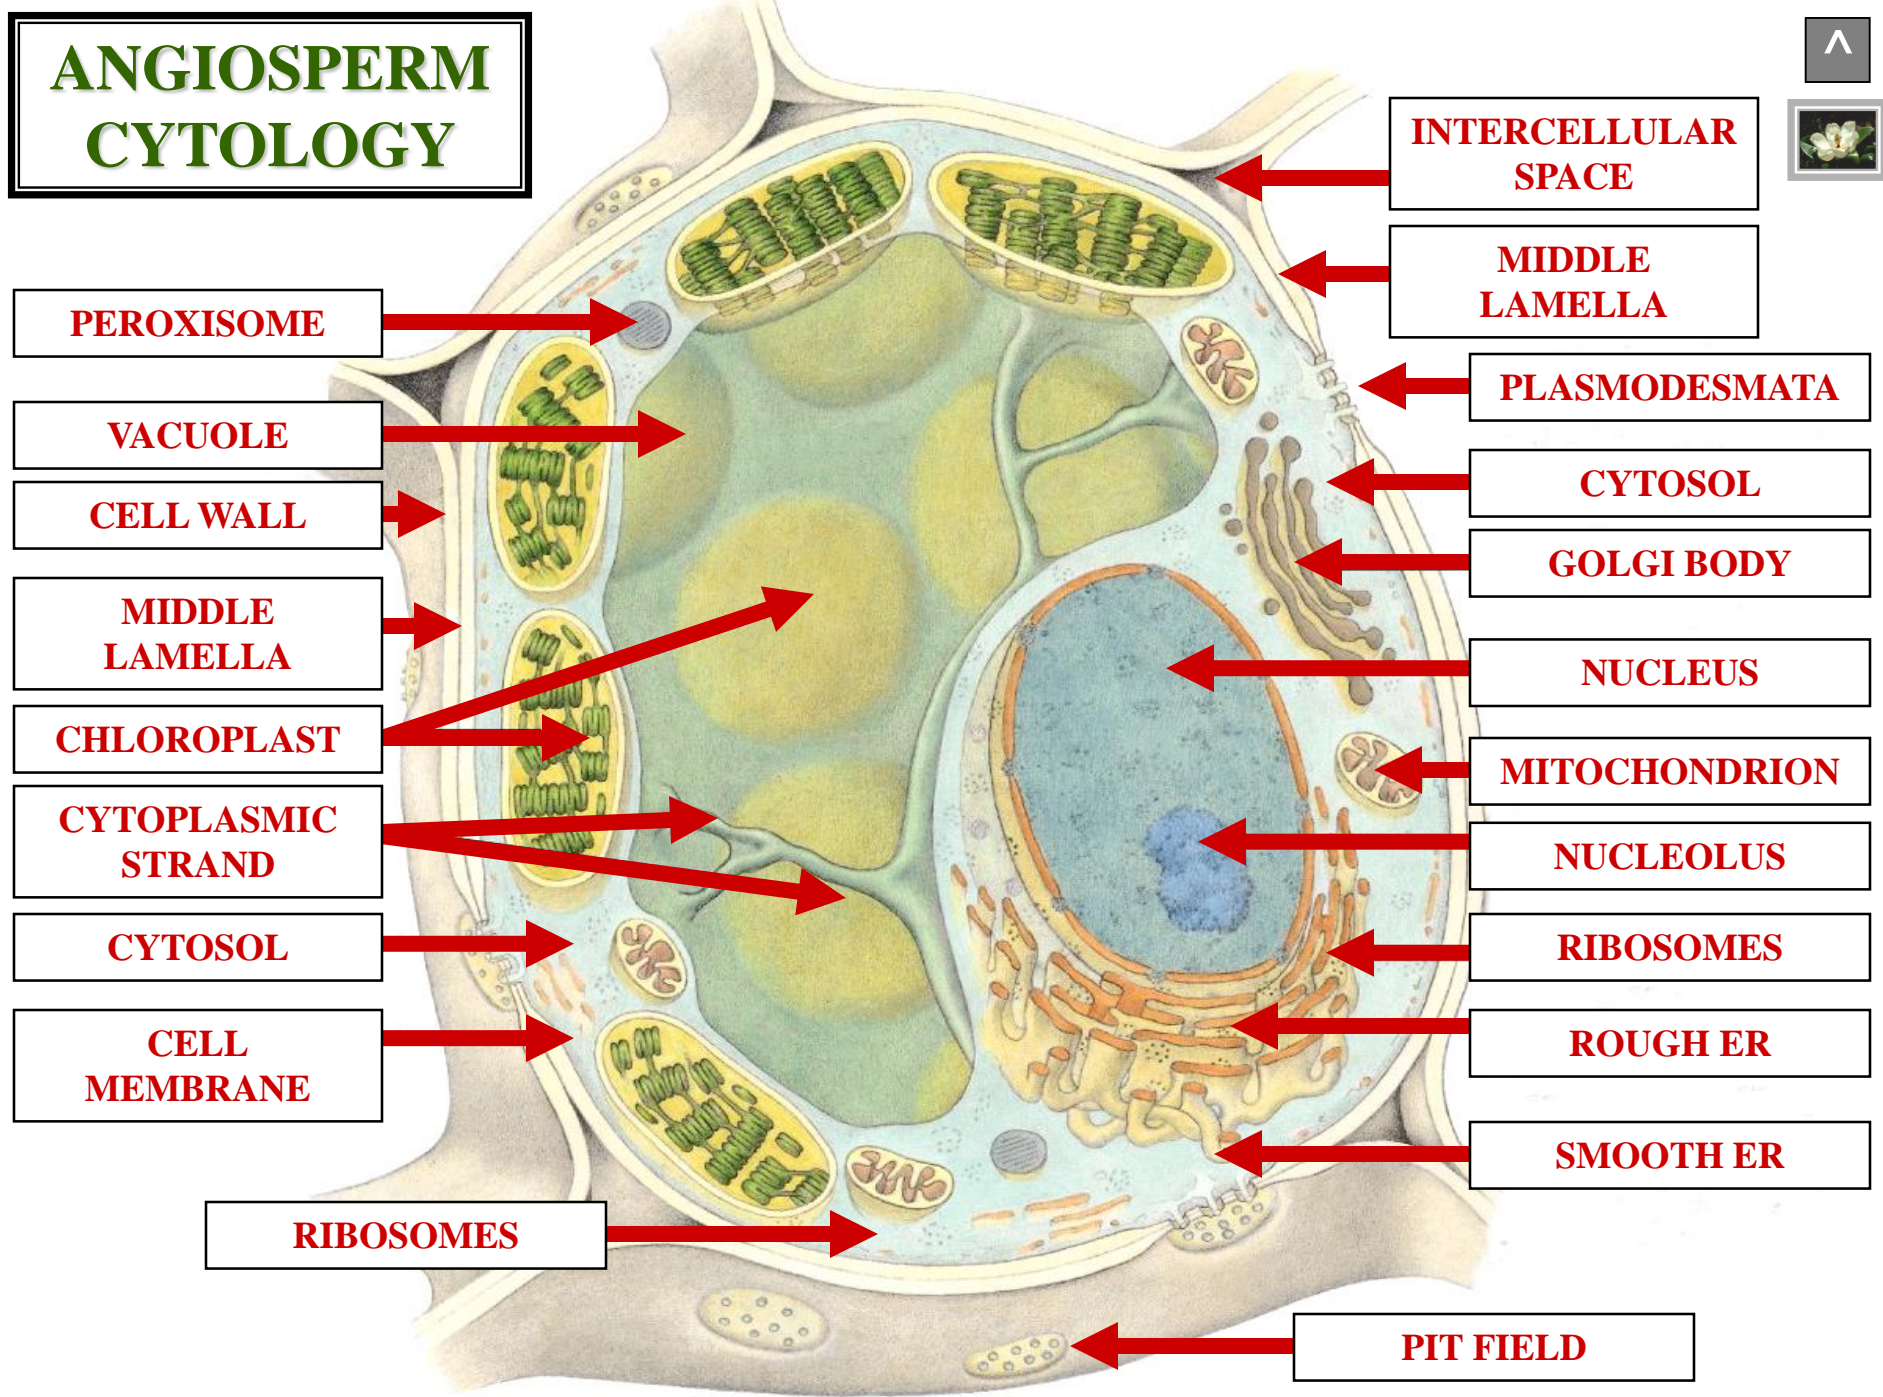 ANGIOSPERM
CYTOLOGY
^
INTERCELLULAR
SPACE
MIDDLE
LAMELLA
PEROXISOME
PLASMODESMATA
VACUOLE
CYTOSOL
CELL WALL
GOLGI BODY
MIDDLE
LAMELLA
NUCLEUS
CHLOROPLAST
MITOCHONDRION
CYTOPLASMIC
STRAND
NUCLEOLUS
CYTOSOL
RIBOSOMES
CELL
MEMBRANE
ROUGH ER
SMOOTH ER
RIBOSOMES
PIT FIELD